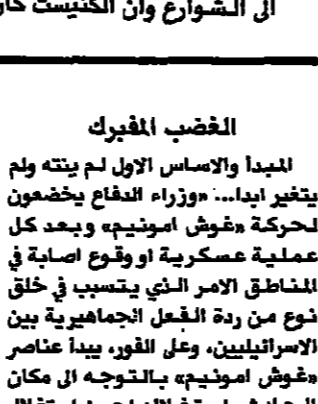 الى الشوارع وان الكنيست
الغضب المفبرك
المبدأ والاساس الاول لم ينته ولم
يتغير ابدا... «وزراء الدفاع يخضعون
لحركة «غوش امونيم» وبعد كل
عملية عسكرية او وقوع اصابة في
المناطق الامر الذي يتسبب في خلق
نوع من ردة الفعل الجماهيرية بين
الاسرائيليين، وعلى الفور، يبدأ عناصر
«غوش امونيم» بالتوجه الى مكان